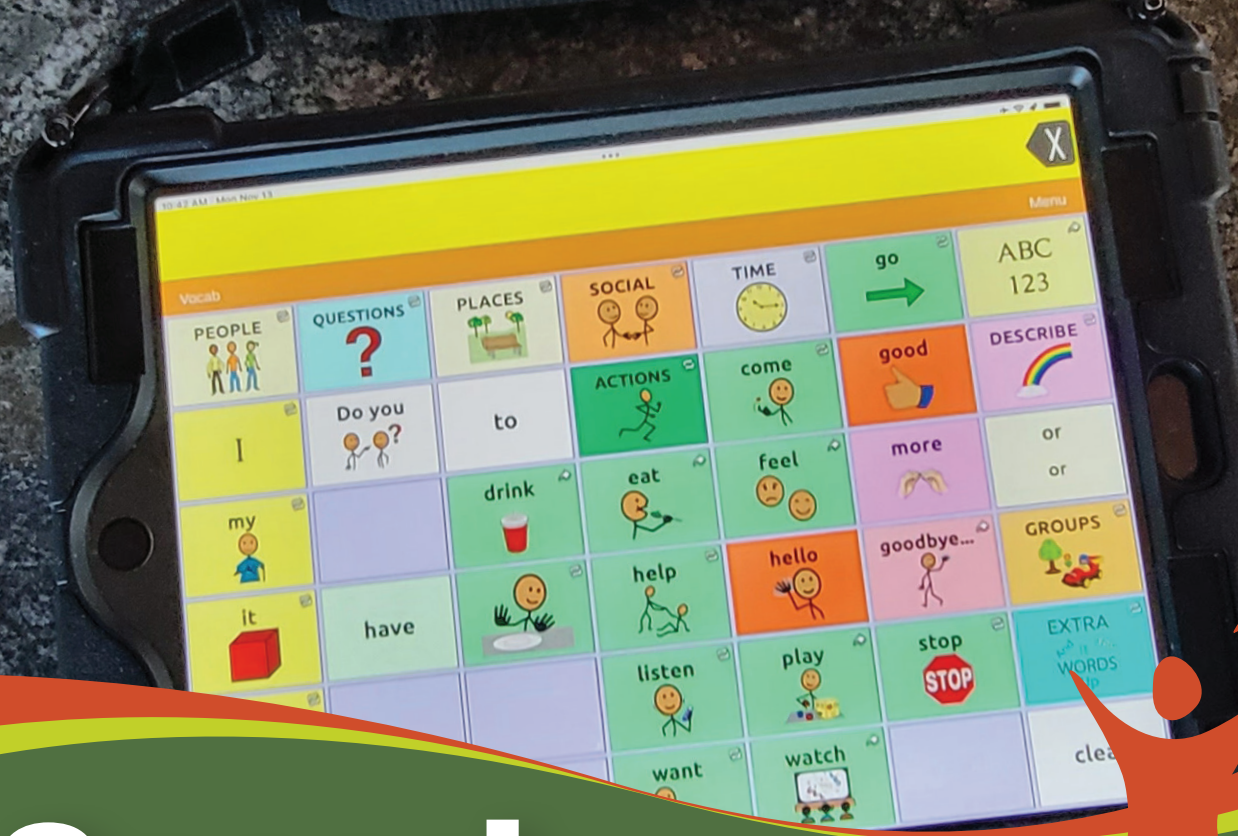 10:42 AM Mon Nov 13
X
Vocab Menu
PEOPLE QUESTIONS PLACES SOCIAL TIME go ABC 123
I Do you to ACTIONS come good DESCRIBE
my drink eat feel more or or
it have help hello goodbye... GROUPS
listen play stop STOP EXTRA WORDS
want watch